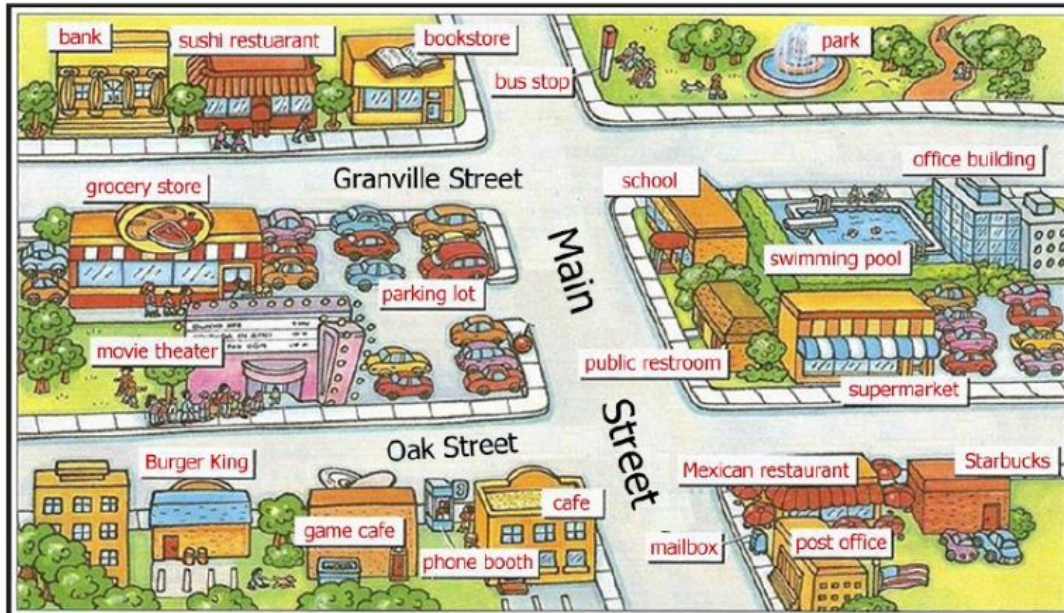 bank
sushi restuarant
bookstore
bus stop
park
Granville Street
grocery store
school
office building
Main
swimming pool
parking lot
movie theater
public restroom
supermarket
Oak Street
Street
Burger King
Mexican restaurant
Starbucks
game cafe
cafe
phone booth
mailbox
post office